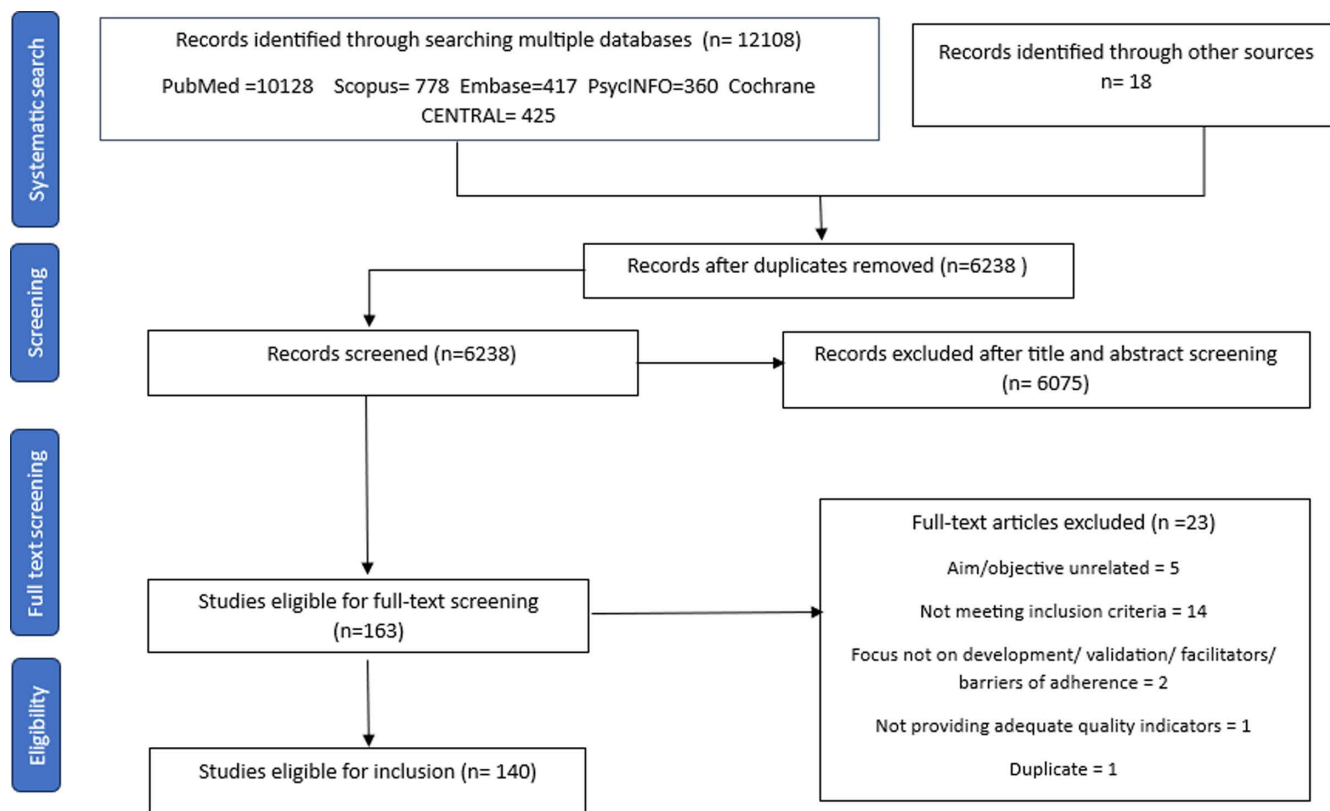 Systematic search
Records identified through searching multiple databases (n= 12108)
PubMed =10128 Scopus= 778 Embase=417 PsycINFO=360 Cochrane
CENTRAL= 425
Records identified through other sources
n= 18
Screening
Records after duplicates removed (n=6238 )
Records screened (n=6238)
Records excluded after title and abstract screening
(n= 6075)
Full text screening
Studies eligible for full-text screening
(n=163)
Full-text articles excluded (n =23)
Aim/objective unrelated = 5
Not meeting inclusion criteria = 14
Focus not on development/ validation/ facilitators/
barriers of adherence = 2
Not providing adequate quality indicators = 1
Duplicate = 1
Eligibility
Studies eligible for inclusion (n= 140)